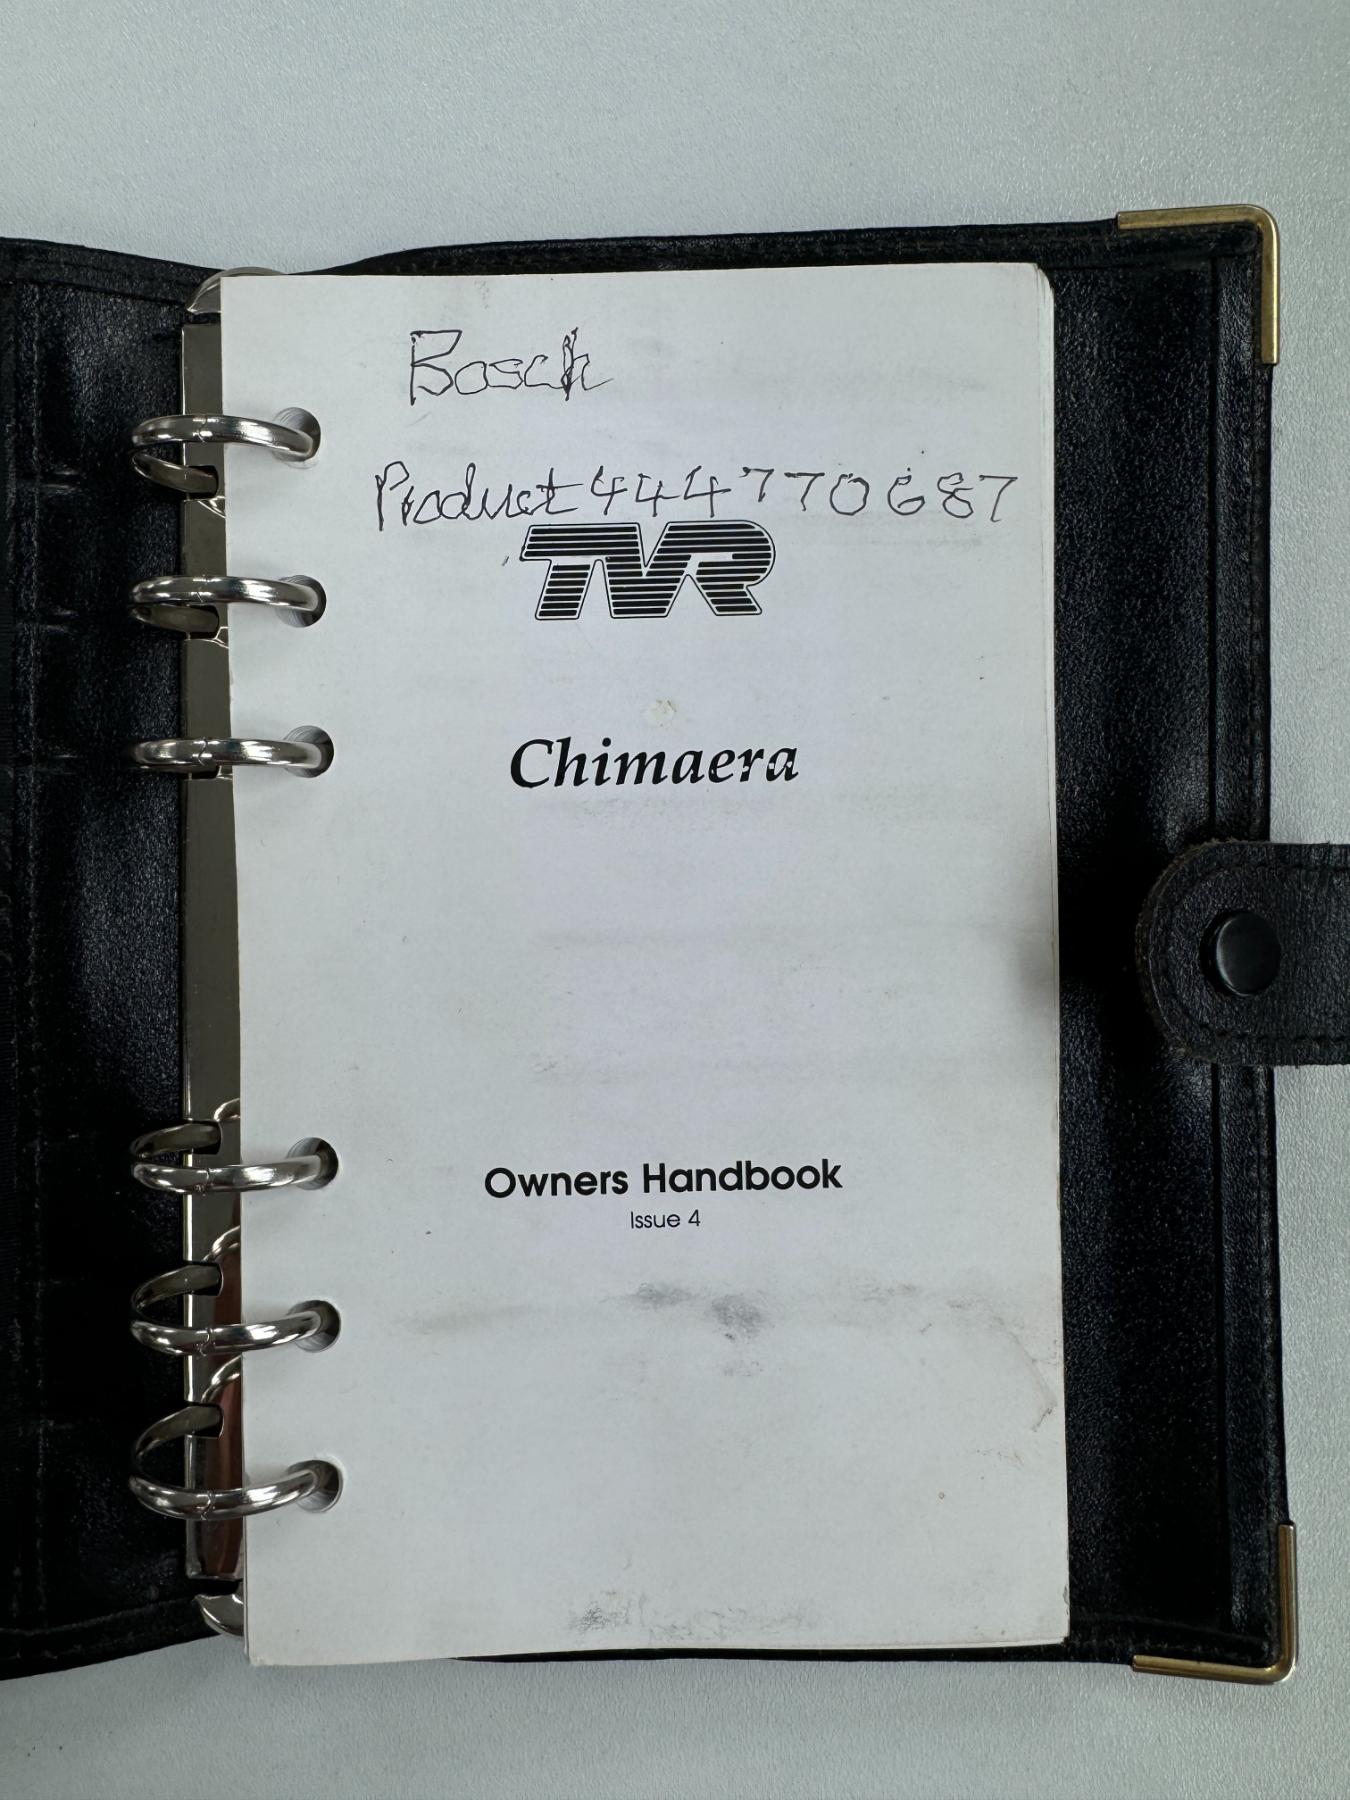 Bosch
Product 444770687
TVR
Chimaera
Owners Handbook
Issue 4